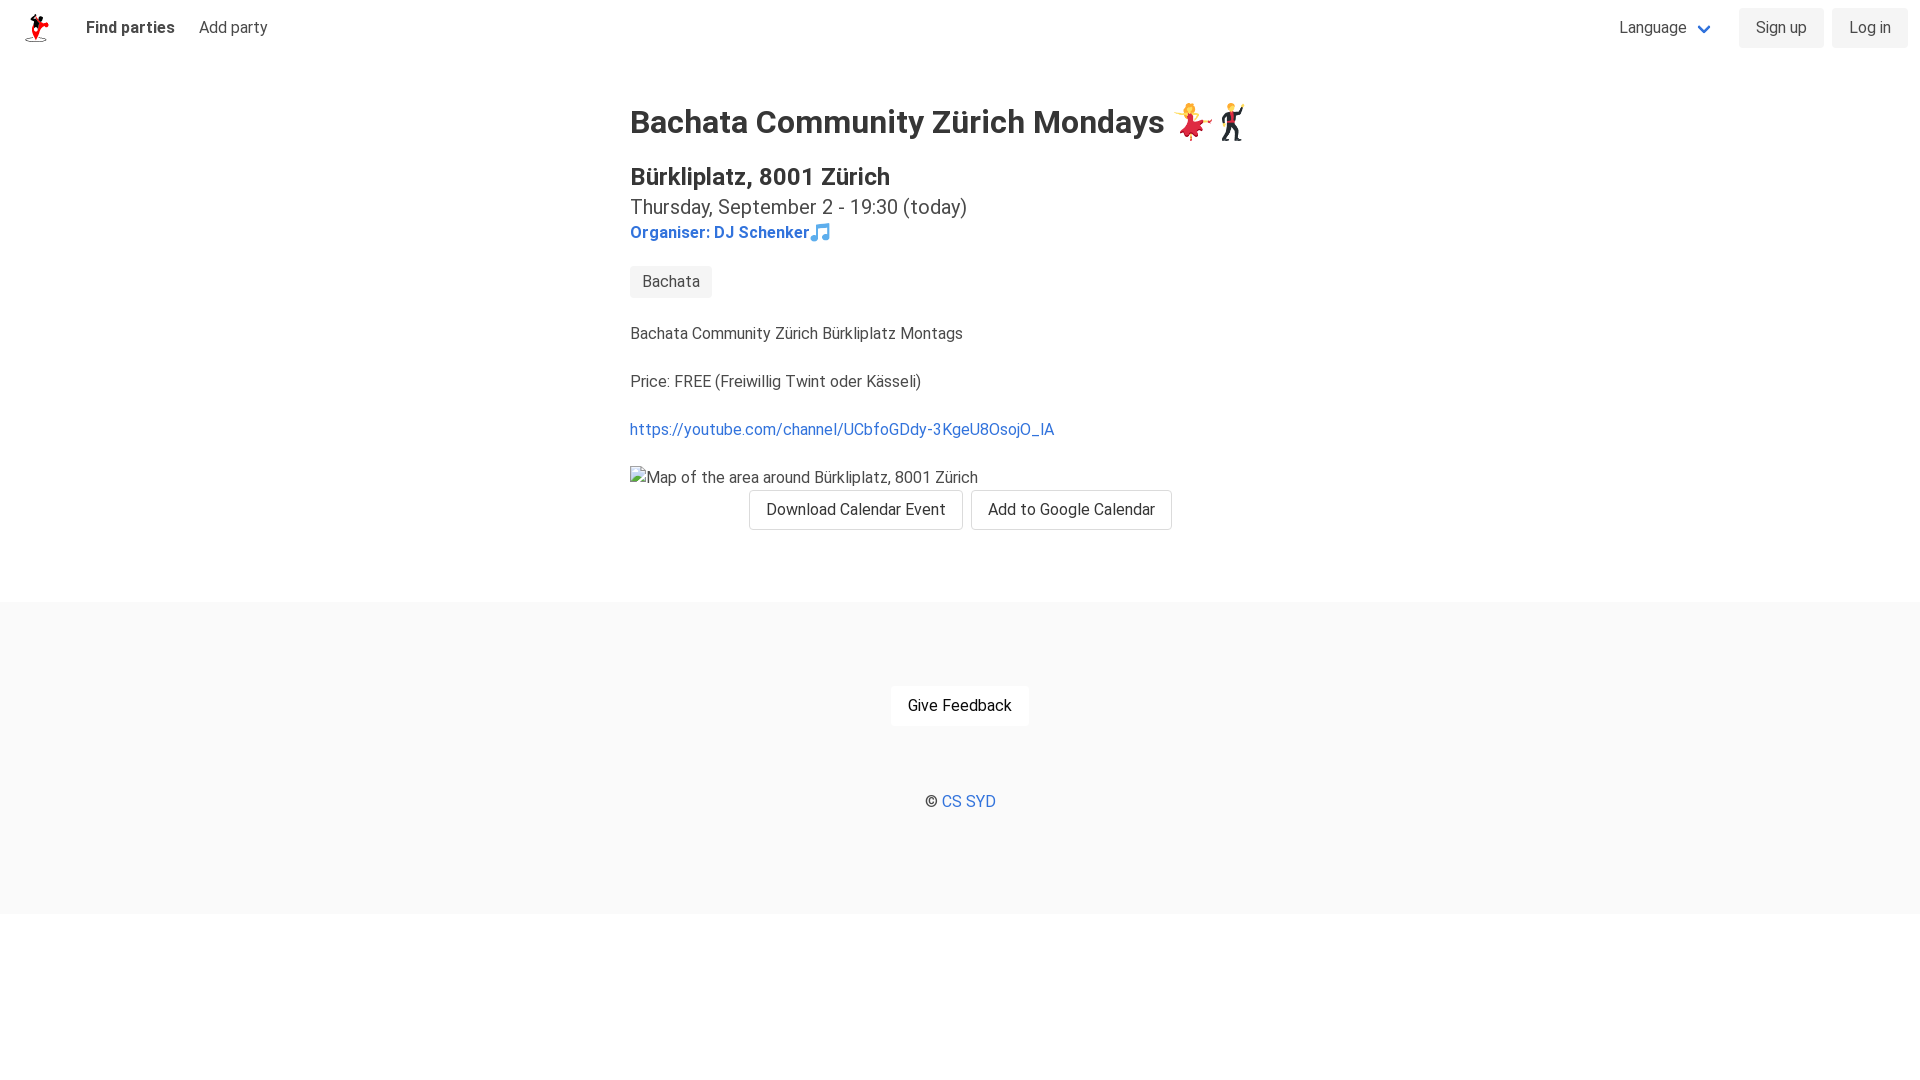 Find parties
Add party
Language
Sign up
Log in
Bachata Community Zürich Mondays 💃🕺
Bürkliplatz, 8001 Zürich
Thursday, September 2 - 19:30 (today)
Organiser: DJ Schenker🎵
Bachata
Bachata Community Zürich Bürkliplatz Montags
Price: FREE (Freiwillig Twint oder Kässeli)
https://youtube.com/channel/UCbfoGDdy-3KgeU8OsojO_lA
Map of the area around Bürkliplatz, 8001 Zürich
Download Calendar Event
Add to Google Calendar
Give Feedback
© CS SYD